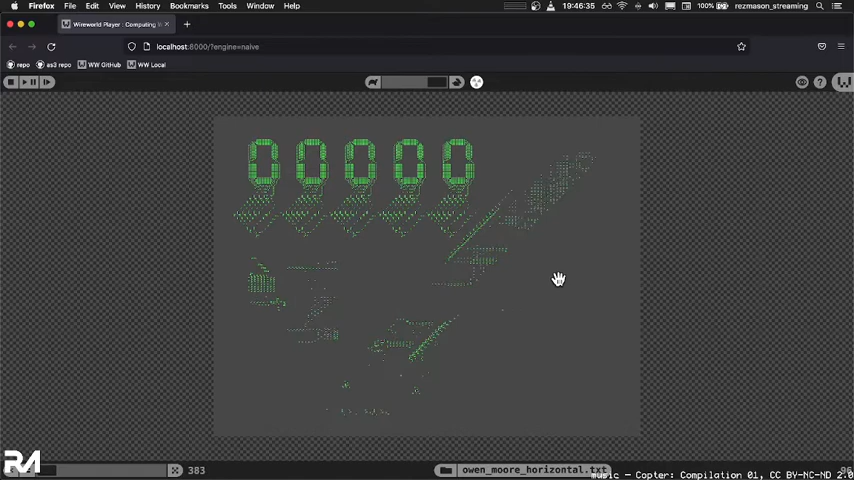 Firefox File Edit View History Bookmarks Tools Window Help 100% 19:46:35 rezmason_streaming
Wireworld Player : Computing W
localhost:8000/?engine=naive
repo as3 repo WW GitHub WW Local
00000
383 owen_moore_horizontal.txt 96
music - Copter: Compilation 01, CC BY-NC-ND 2.0